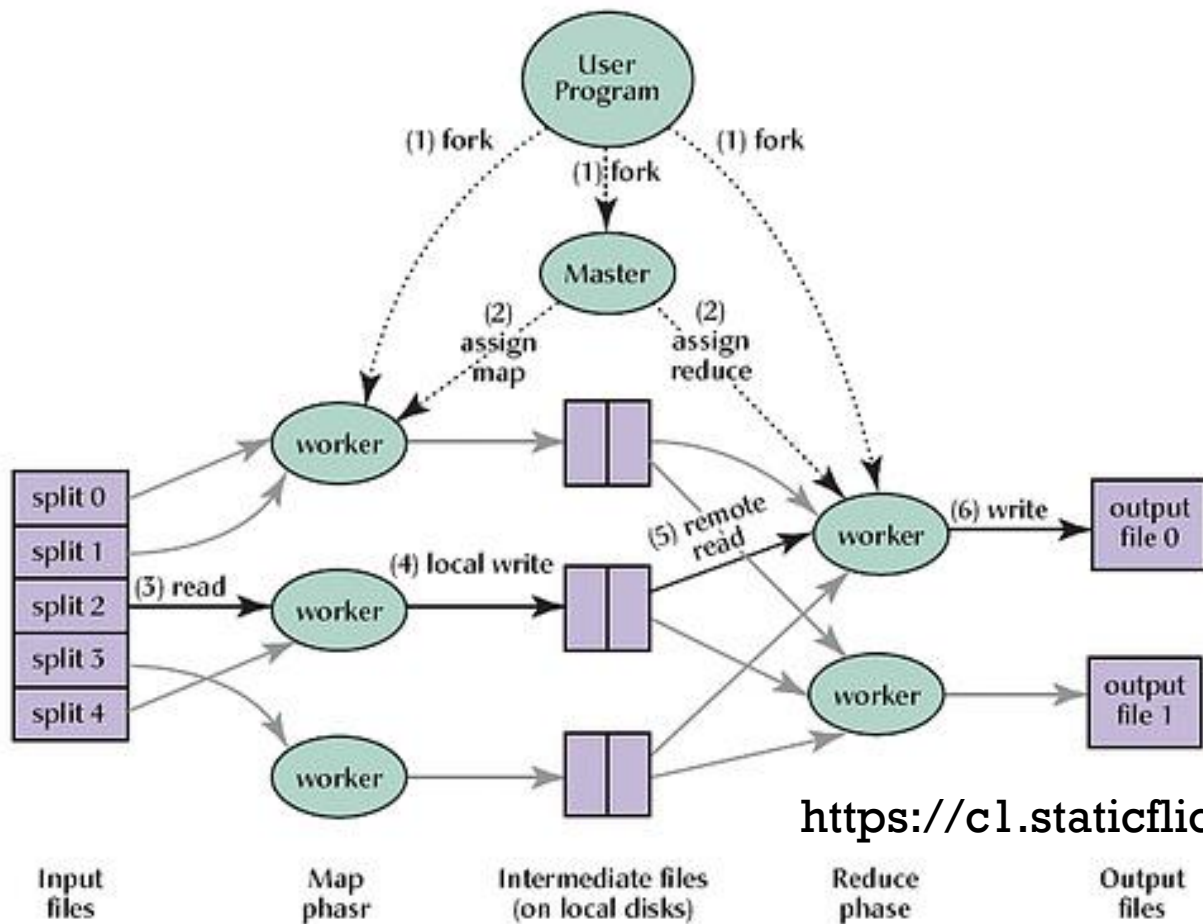 User
Program
(1) fork
(1) fork
(1) fork
Master
(2)
assign
map
(2)
assign
reduce
worker
split 0
split 1
split 2
split 3
split 4
(3) read
worker
(4) local write
worker
(5) remote
read
worker
(6) write
output
file 0
worker
output
file 1
https://c1.staticflic
Input
files
Map
phasr
Intermediate files
(on local disks)
Reduce
phase
Output
files